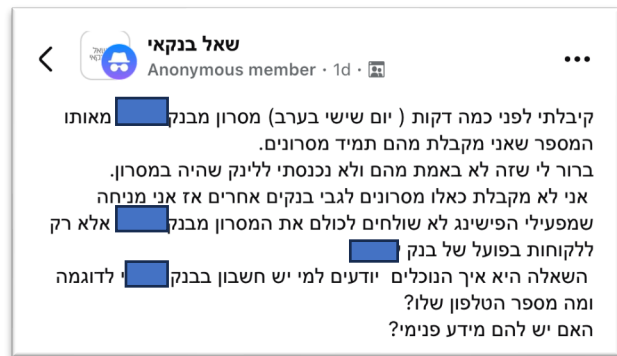 שאל בנקאי
Anonymous member · 1d ·
קיבלתי לפני כמה דקות ( יום שישי בערב) מסרון מבנק מאותו
המספר שאני מקבלת מהם תמיד מסרונים.
ברור לי שזה לא באמת מהם ולא נכנסתי ללינק שהיה במסרון.
אני לא מקבלת כאלו מסרונים לגבי בנקים אחרים אז אני מניחה
שמפעילי הפישינג לא שולחים לכולם את המסרון מבנק אלא רק
ללקוחות בפועל של בנק
השאלה היא איך הנוכלים יודעים למי יש חשבון בבנק י לדוגמה
ומה מספר הטלפון שלו?
האם יש להם מידע פנימי?